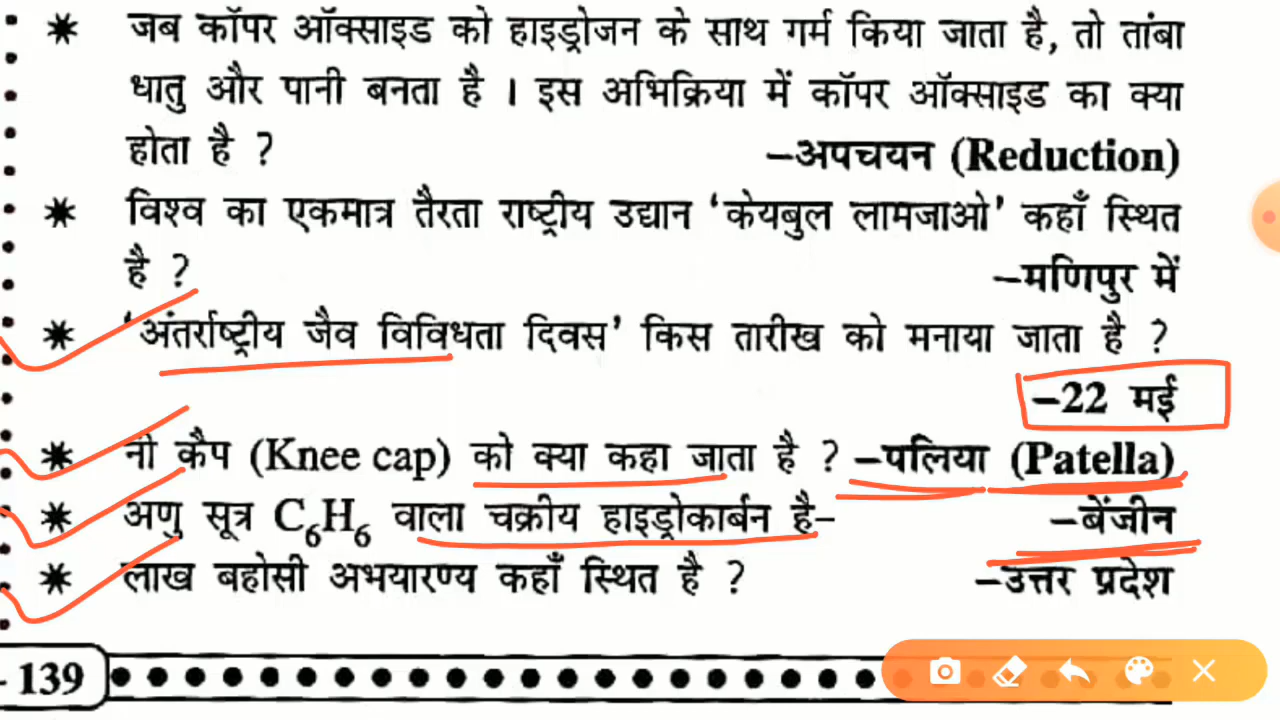 ✷ जब कॉपर ऑक्साइड को हाइड्रोजन के साथ गर्म किया जाता है, तो तांबा
धातु और पानी बनता है । इस अभिक्रिया में कॉपर ऑक्साइड का क्या
होता है ? –अपचयन (Reduction)
✷ विश्व का एकमात्र तैरता राष्ट्रीय उद्यान ‘केयबुल लामजाओ’ कहाँ स्थित
है ? –मणिपुर में
✷ ‘अंतर्राष्ट्रीय जैव विविधता दिवस’ किस तारीख को मनाया जाता है ?
–22 मई
✷ नी कैप (Knee cap) को क्या कहा जाता है ? –पलिया (Patella)
✷ अणु सूत्र C₆H₆ वाला चक्रीय हाइड्रोकार्बन है– –बेंजीन
✷ लाख बहोसी अभयारण्य कहाँ स्थित है ? –उत्तर प्रदेश
- 139